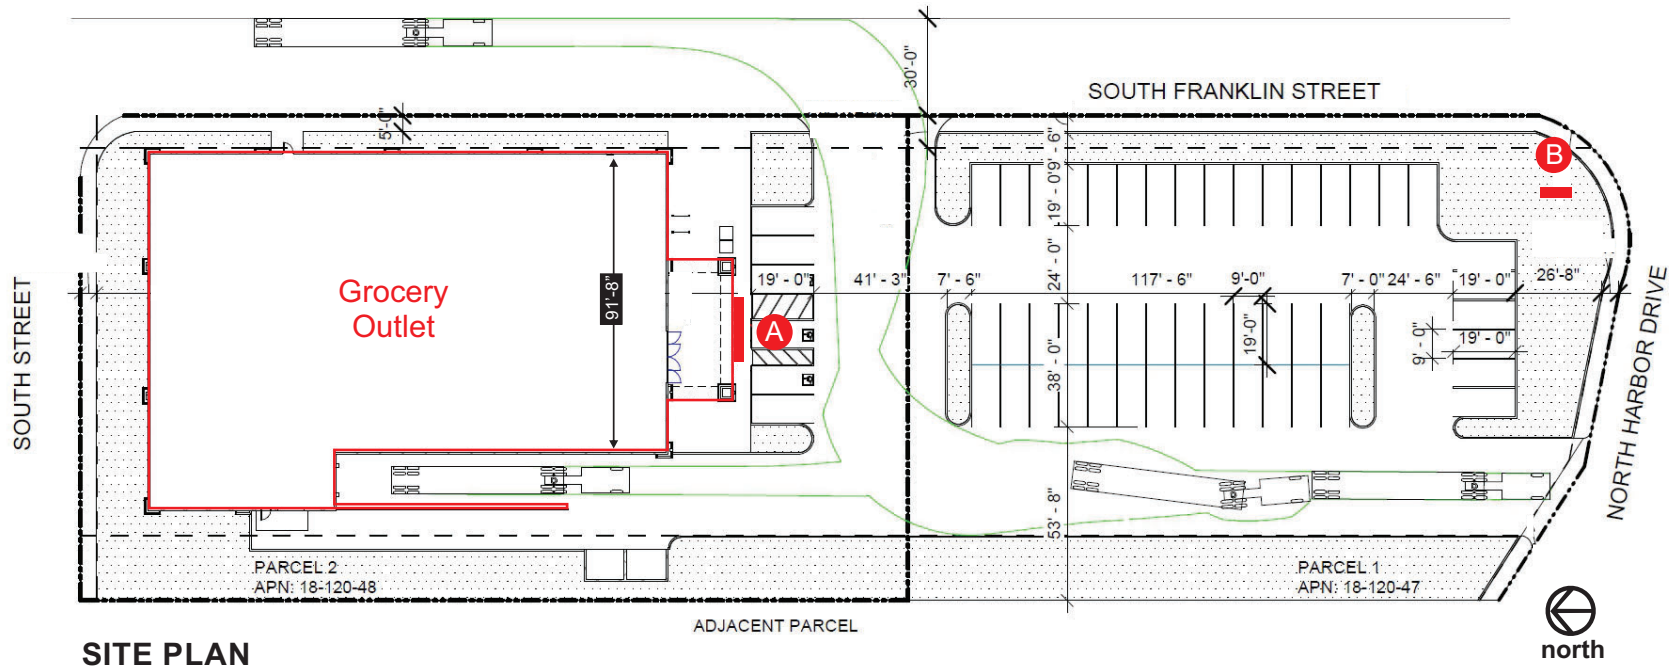 30'-0"
SOUTH FRANKLIN STREET
5'-0"
9'- 6"
B
19' - 0"
91'-8"
Grocery
Outlet
A
19' - 0"
41' - 3"
7' - 6"
24' - 0"
117'- 6"
9'-0"
7' - 0"
24' - 6"
19' - 0"
26'-8"
19'-0"
38' - 0"
9' - 0"
19' - 0"
SOUTH STREET
NORTH HARBOR DRIVE
53' - 8"
PARCEL 2
APN: 18-120-48
PARCEL 1
APN: 18-120-47
ADJACENT PARCEL
SITE PLAN
north